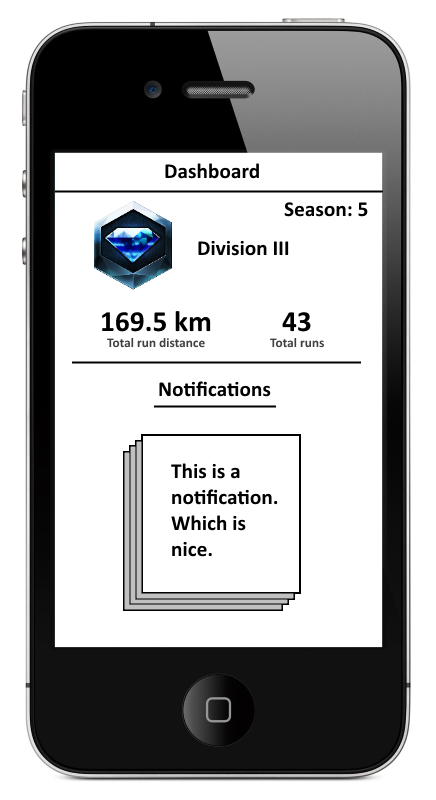 Dashboard
Season: 5
Division III
169.5 km
43
Total run distance
Total runs
Notifications
This is a
notification.
Which is
nice.